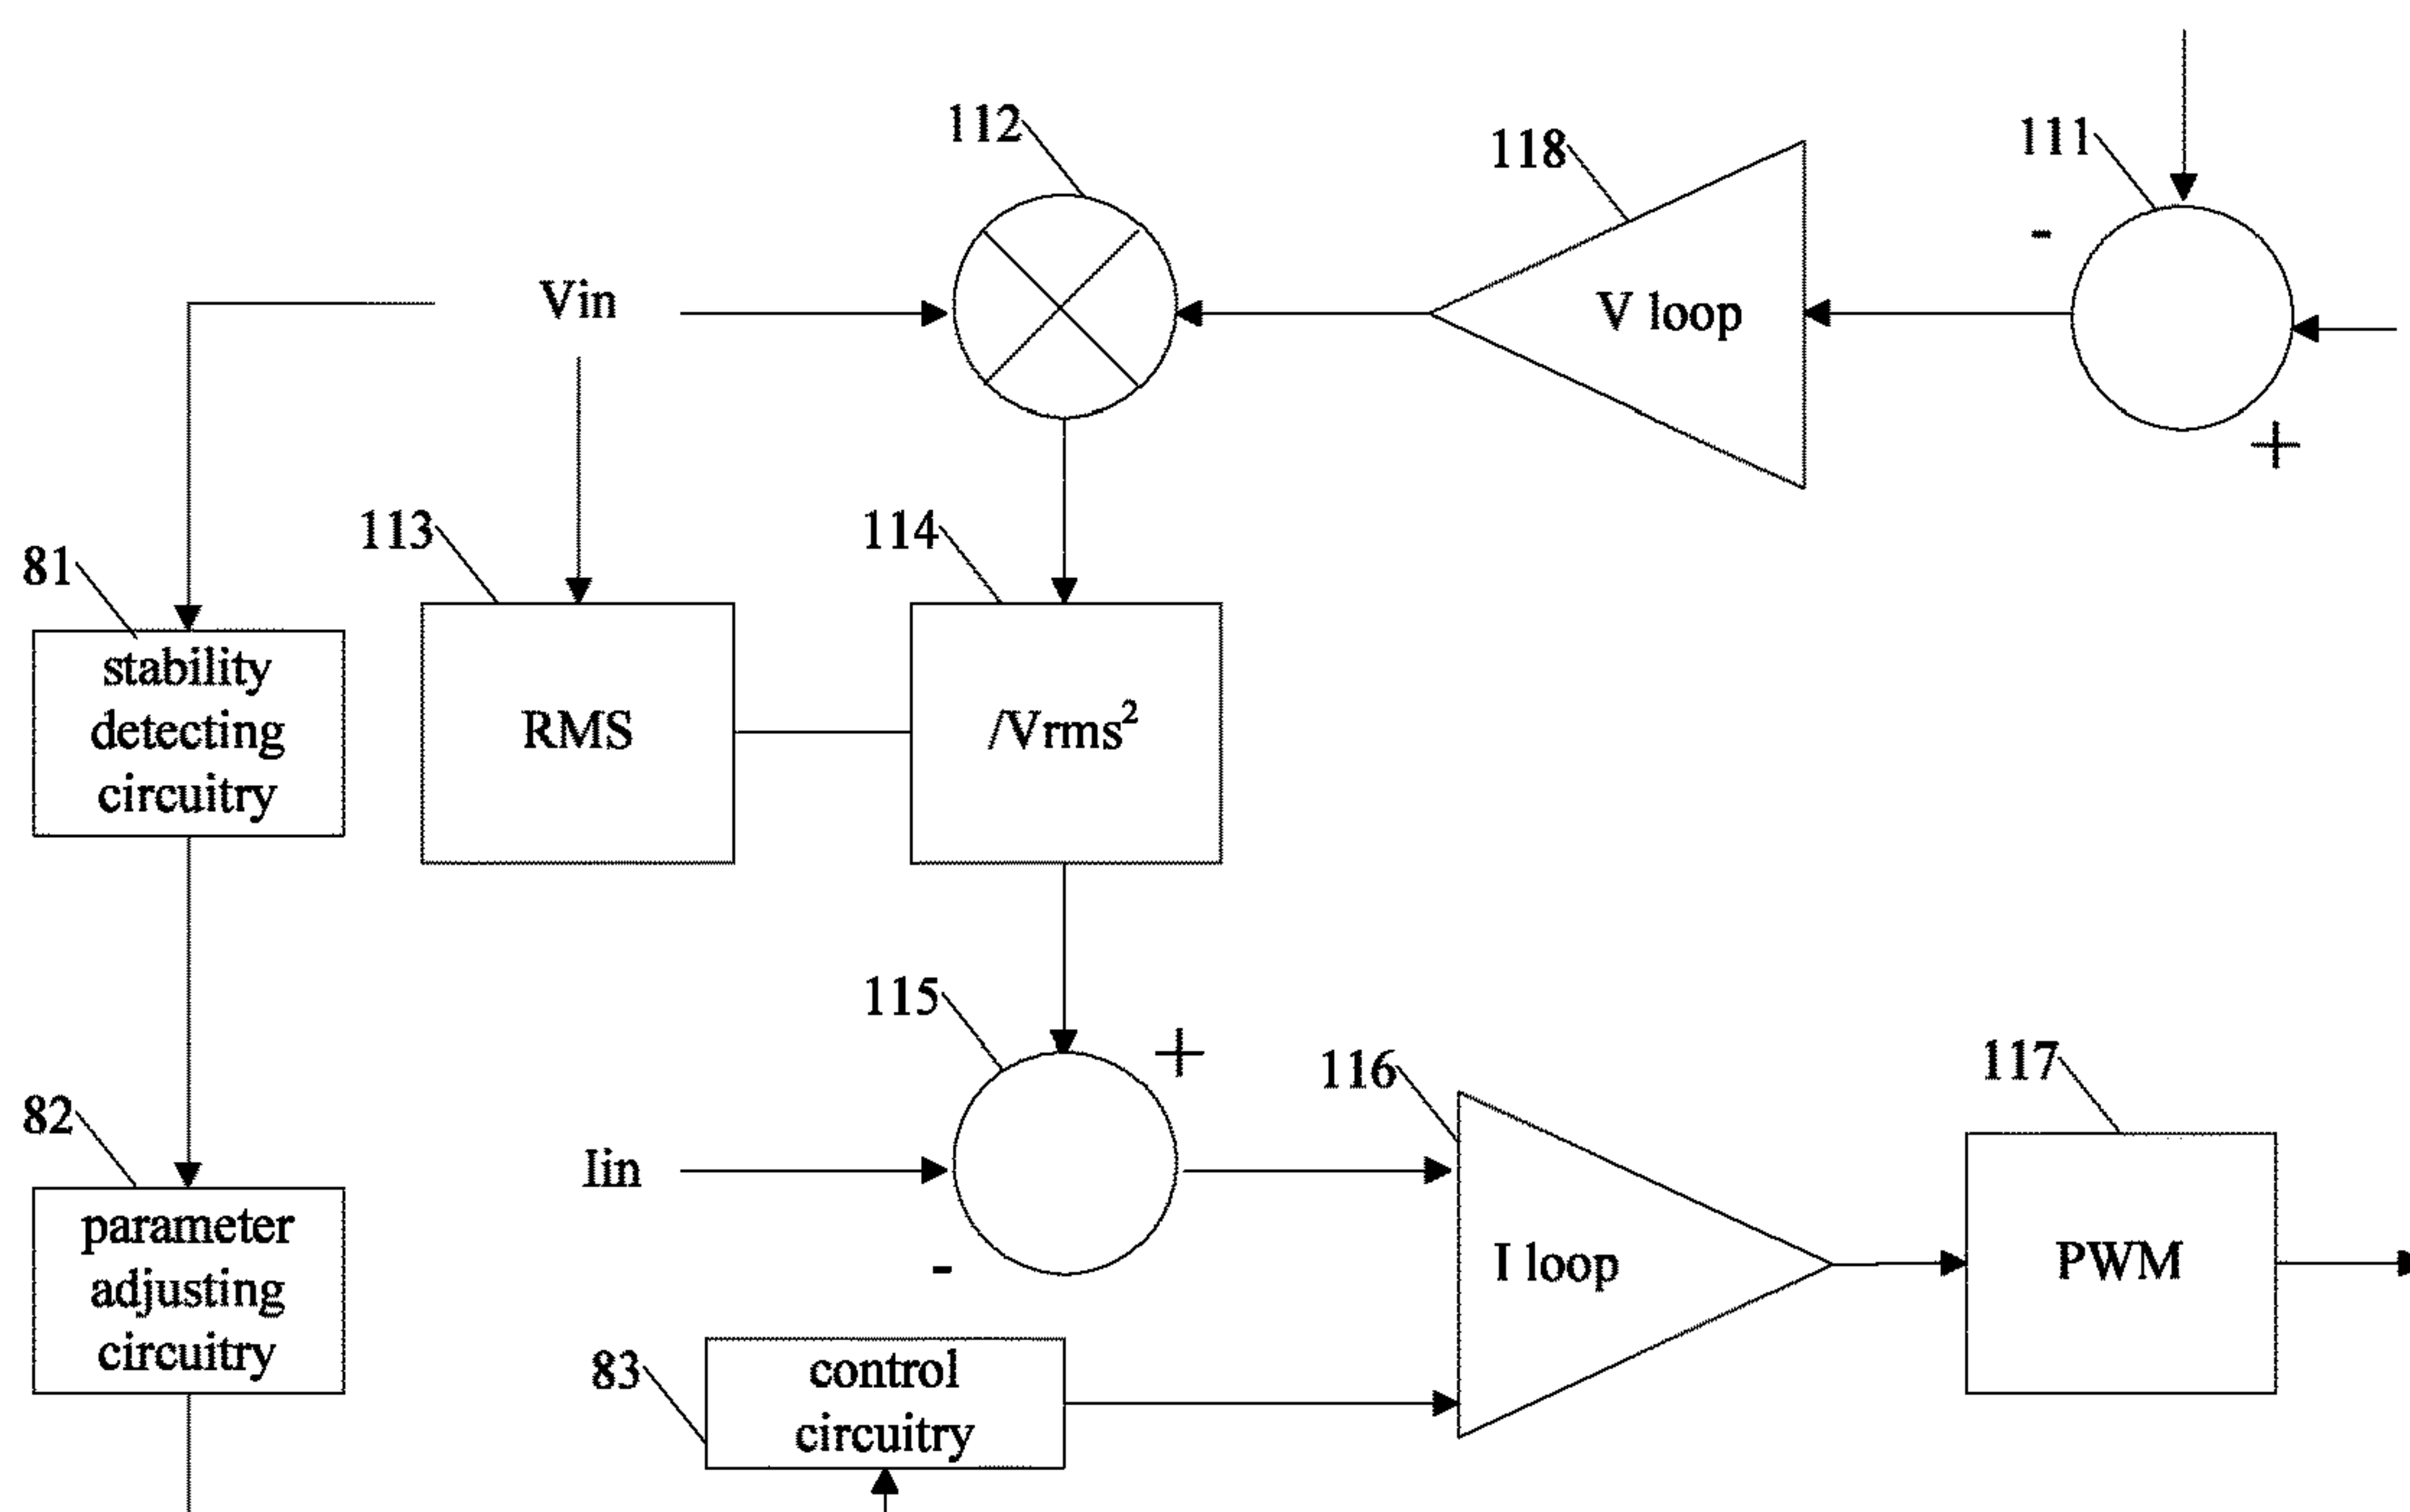 112
118
111
-
Vin
V loop
+
113
114
81
stability
detecting
circuitry
RMS
/Vrms²
115
+
116
117
82
Iin
parameter
adjusting
circuitry
-
I loop
PWM
83
control
circuitry